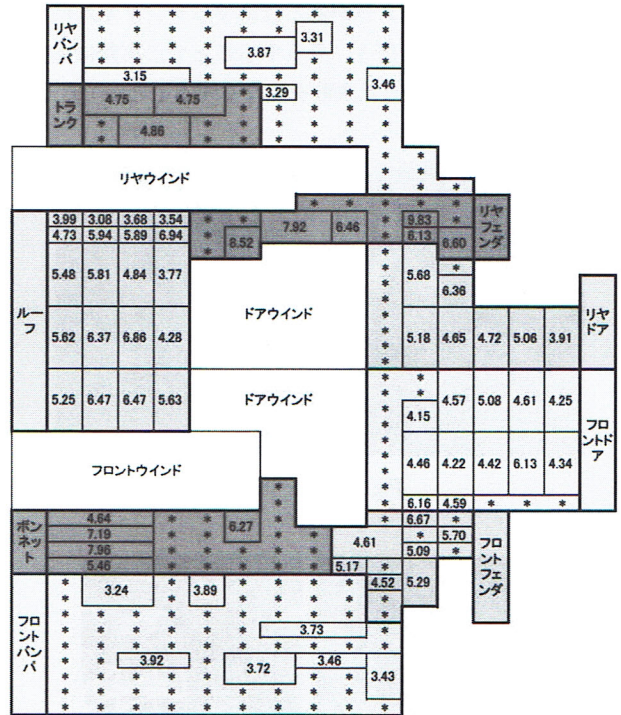 リヤバンパ
* * * * * * * * *
* * * * * * 3.31 * *
* * * * 3.87 * *
* * * * * * *
3.15 * * * * * 3.46
トランク
4.75 4.75 * 3.29 * *
* 4.86 * * * * *
リヤウインド
* *
* * *
* * * * * *
リヤフェンダ
ルーフ
3.99 3.08 3.68 3.54 * * 7.92 6.46 * 9.83 *
4.73 5.94 5.89 6.94 * 8.52 * 6.13 6.60
5.48 5.81 4.84 3.77 ドアウインド * 5.68 *
* 6.36
5.62 6.37 6.86 4.28 * 5.18 4.65 4.72 5.06 3.91
リヤドア
5.25 6.47 6.47 5.63 ドアウインド * * 4.57 5.08 4.61 4.25
* 4.15
フロントドア
フロントウインド
* 4.46 4.22 4.42 6.13 4.34
* 6.16 4.59 * * *
ボンネット
4.64 * * 6.27 * * 6.67 *
7.19 * * * * 4.61 * 5.70
7.96 * * * * * 5.09 *
5.46 * * * * * 5.17 * 5.29
フロントフェンダ
フロントバンパ
* 3.24 * 3.89 * * * * 4.52
* * * * * * *
* * * * * * * * * *
* * * * * 3.73 *
* * * * * * * * * *
* * 3.92 * * 3.46 *
* * * * * 3.72 * * 3.43
* * * * * * *
* * * * * * * * * *